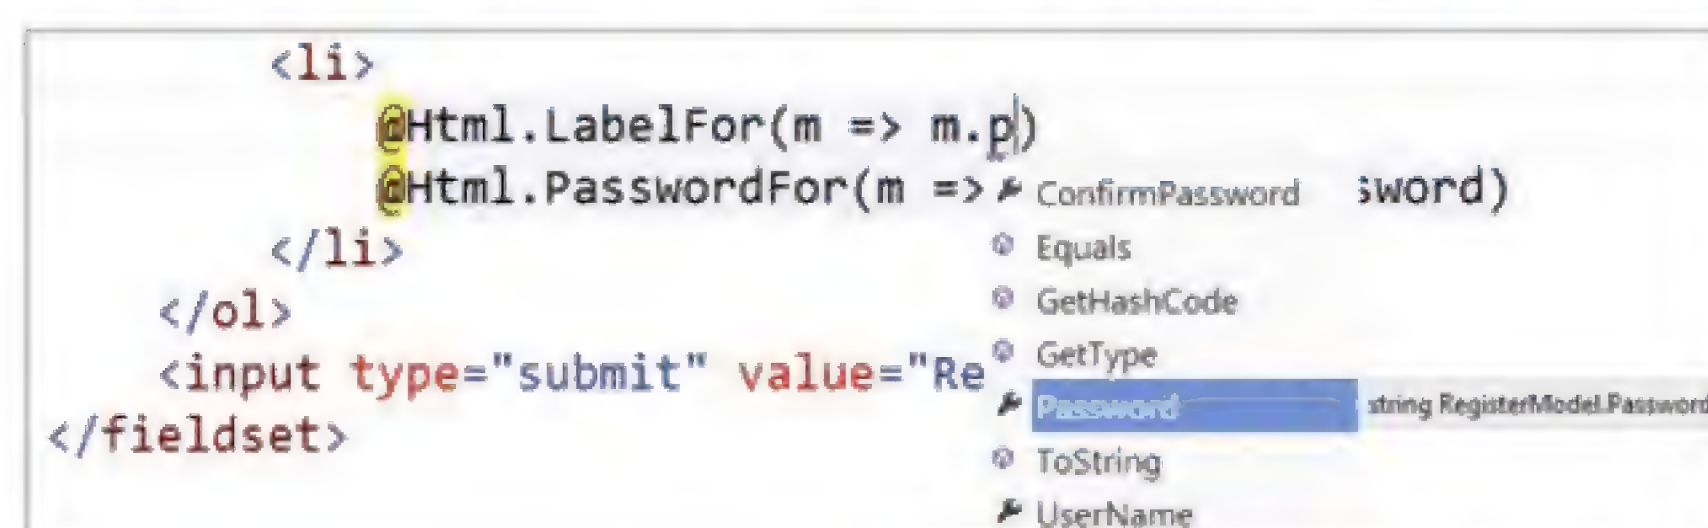 <li>
@Html.LabelFor(m => m.p)
@Html.PasswordFor(m => sword)
ConfirmPassword
</li>
Equals
</ol>
GetHashCode
<input type="submit" value="Re
GetType
Password
string RegisterModel.Password
</fieldset>
ToString
UserName